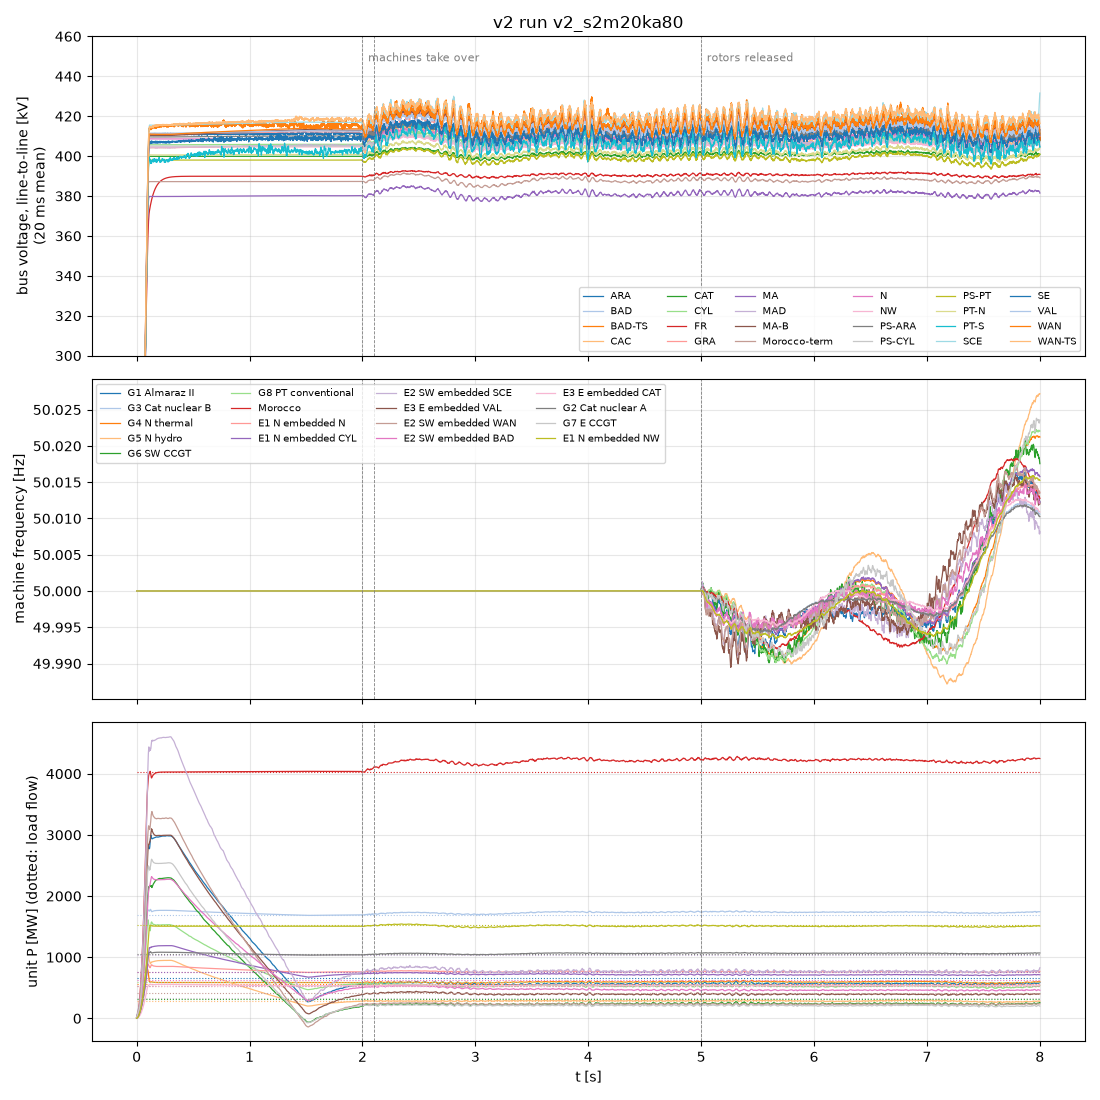 v2 run v2_s2m20ka80
460
440
420
400
380
360
340
320
300
bus voltage, line-to-line [kV]
(20 ms mean)
machines take over
rotors released
ARA CAT MA N PS-PT SE
BAD CYL MAD NW PT-N VAL
BAD-TS FR MA-B PS-ARA PT-S WAN
CAC GRA Morocco-term PS-CYL SCE WAN-TS
50.025
50.020
50.015
50.010
50.005
50.000
49.995
49.990
machine frequency [Hz]
G1 Almaraz II G8 PT conventional E2 SW embedded SCE E3 E embedded CAT
G3 Cat nuclear B Morocco E3 E embedded VAL G2 Cat nuclear A
G4 N thermal E1 N embedded N E2 SW embedded WAN G7 E CCGT
G5 N hydro E1 N embedded CYL E2 SW embedded BAD E1 N embedded NW
G6 SW CCGT
4000
3000
2000
1000
0
unit P [MW] (dotted: load flow)
0 1 2 3 4 5 6 7 8
t [s]